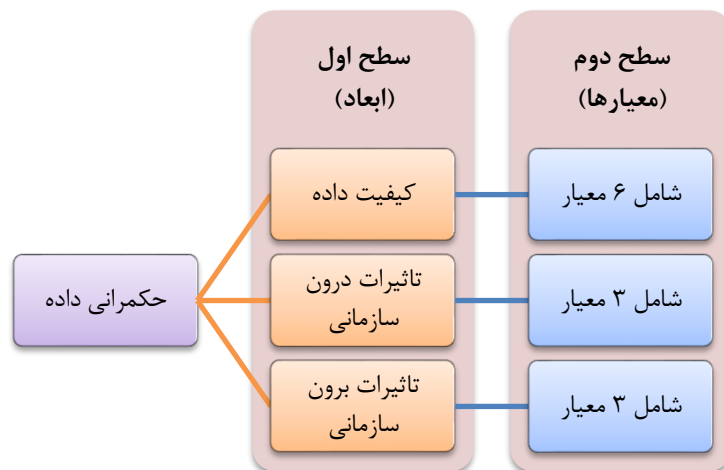 سطح اول
(ابعاد)
سطح دوم
(معیارها)
حکمرانی داده
کیفیت داده
شامل ۶ معیار
تاثیرات درون
سازمانی
شامل ۳ معیار
تاثیرات برون
سازمانی
شامل ۳ معیار